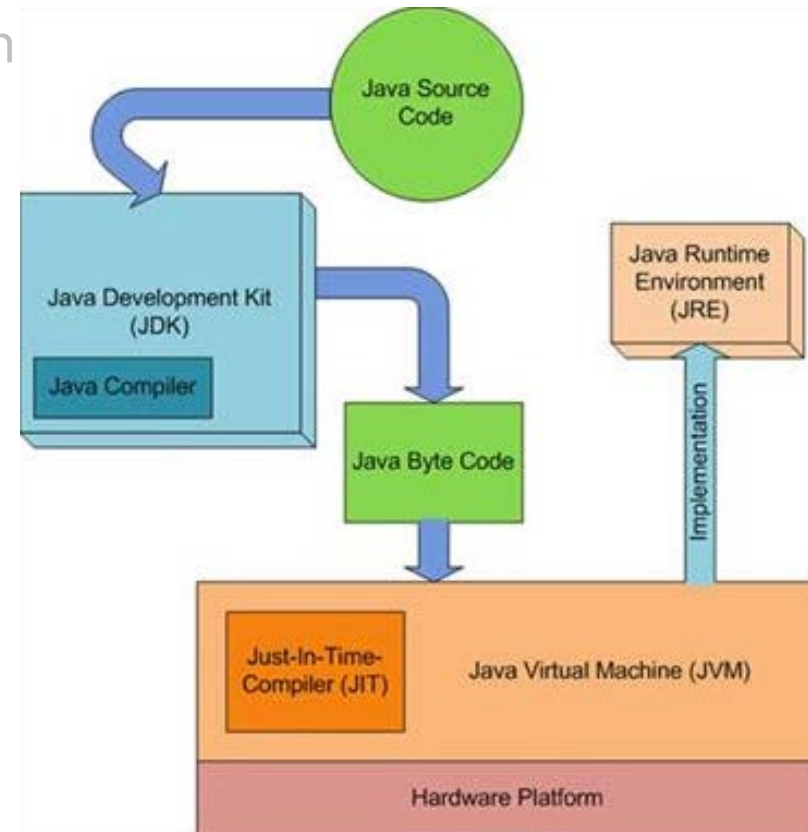 n
Java Source
Code
Java Development Kit
(JDK)
Java Compiler
Java Runtime
Environment
(JRE)
Implementation
Java Byte Code
Just-In-Time-
Compiler (JIT)
Java Virtual Machine (JVM)
Hardware Platform